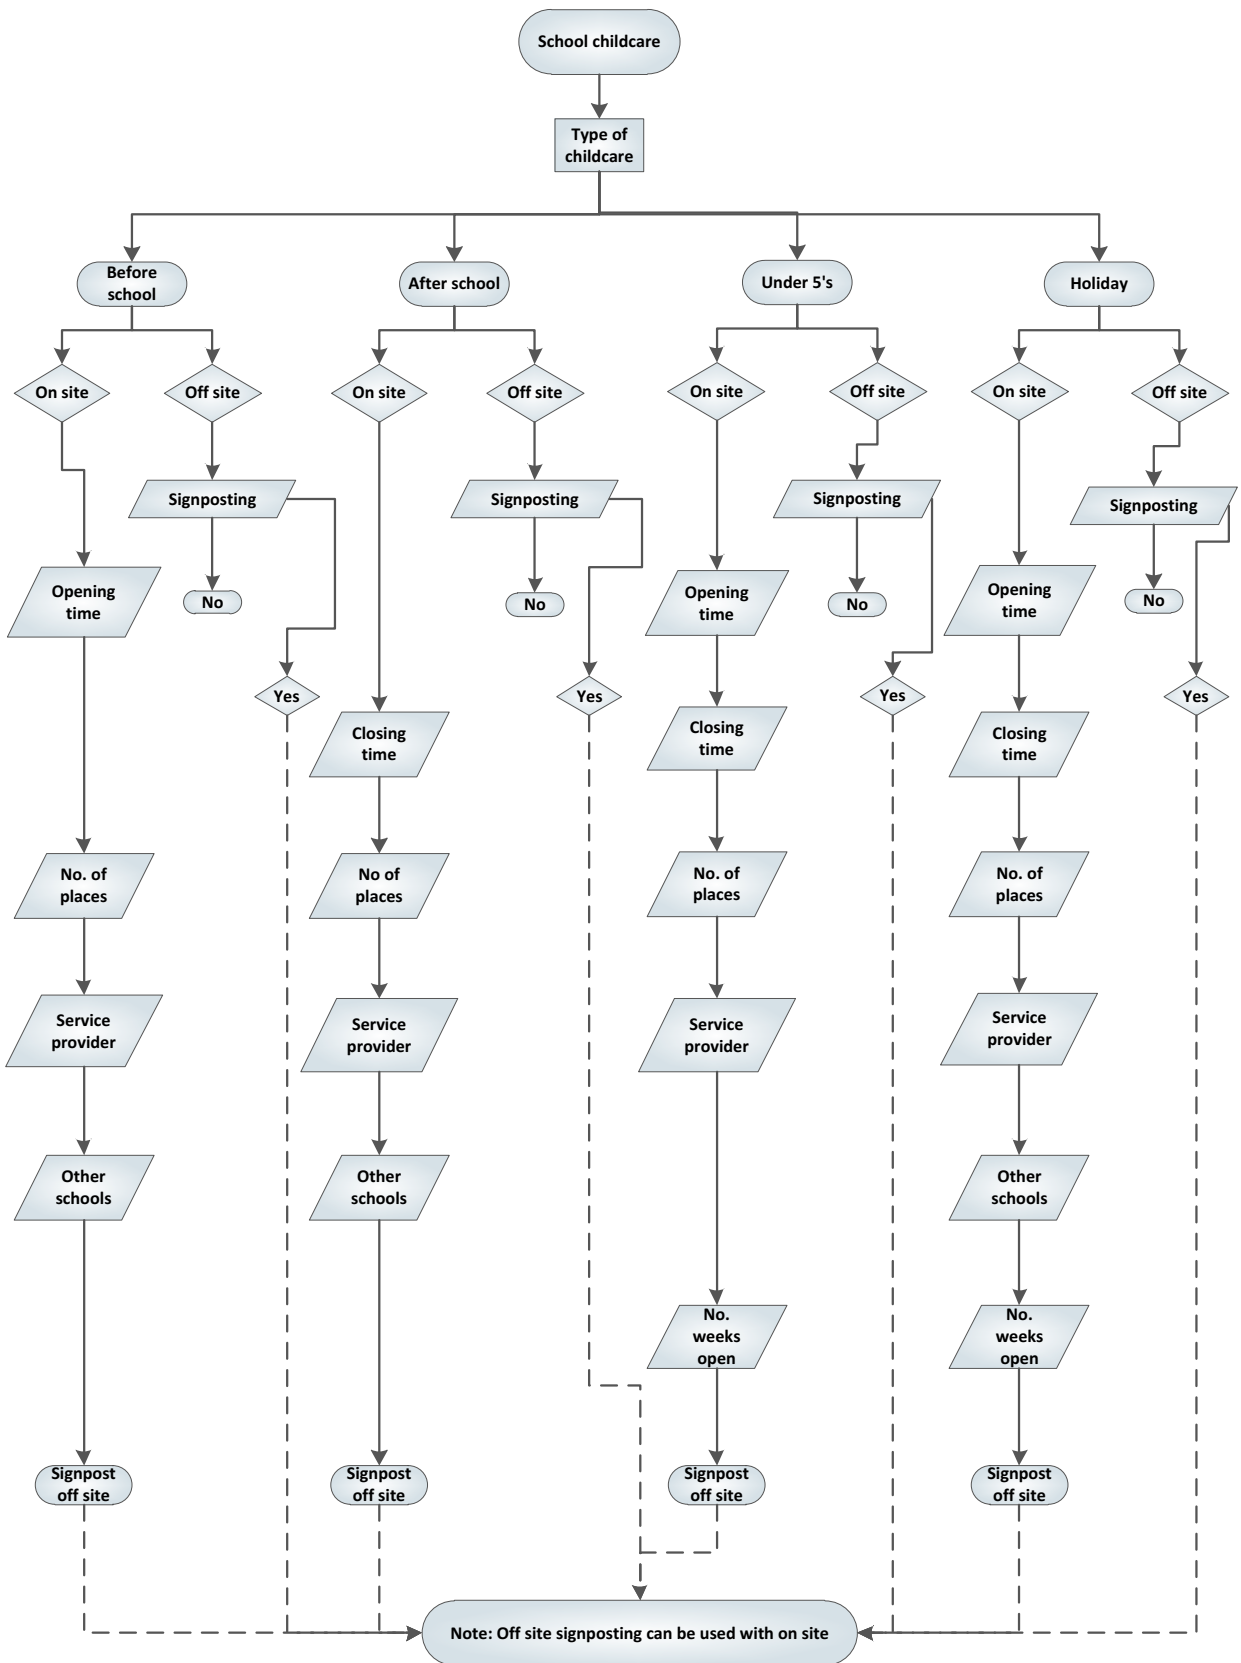 School childcare
Type of
childcare
Before
school
After school
Under 5's
Holiday
On site
Off site
On site
Off site
On site
Off site
On site
Off site
Signposting
Signposting
Signposting
Signposting
Opening
time
No
No
Opening
time
No
Opening
time
No
Yes
Yes
Yes
Yes
Closing
time
Closing
time
Closing
time
No. of
places
No of
places
No. of
places
No. of
places
Service
provider
Service
provider
Service
provider
Service
provider
Other
schools
Other
schools
Other
schools
No.
weeks
open
No.
weeks
open
Signpost
off site
Signpost
off site
Signpost
off site
Signpost
off site
Note: Off site signposting can be used with on site